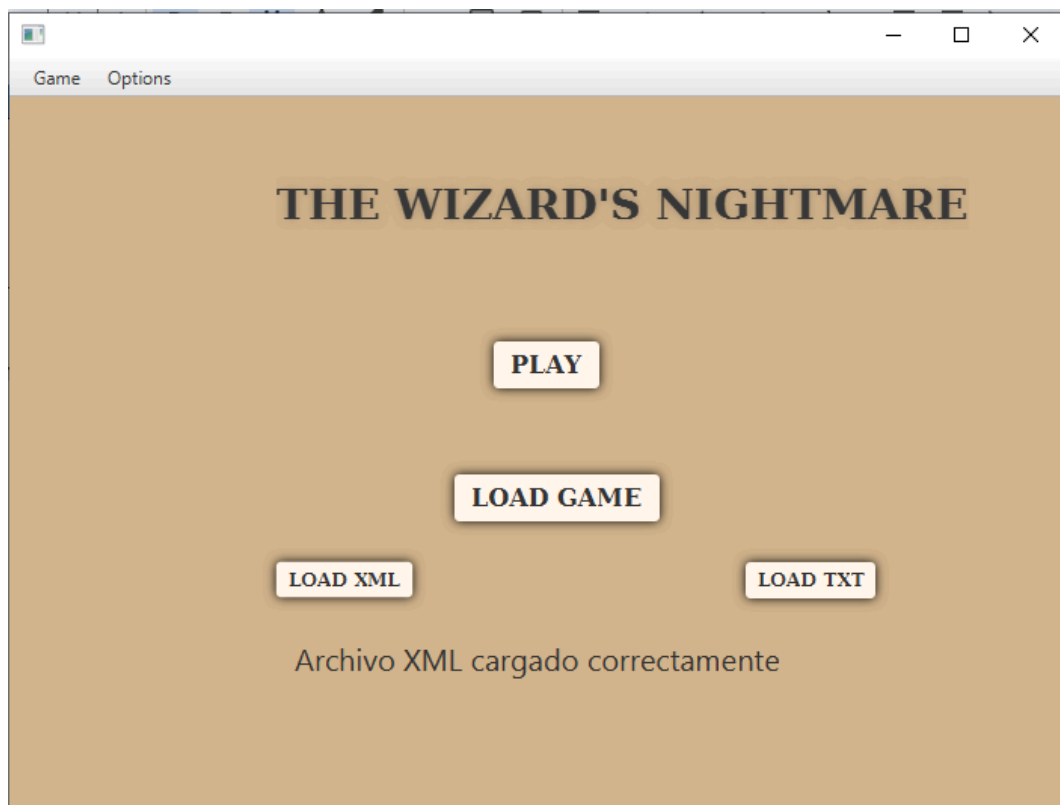 Game Options
THE WIZARD'S NIGHTMARE
PLAY
LOAD GAME
LOAD XML LOAD TXT
Archivo XML cargado correctamente